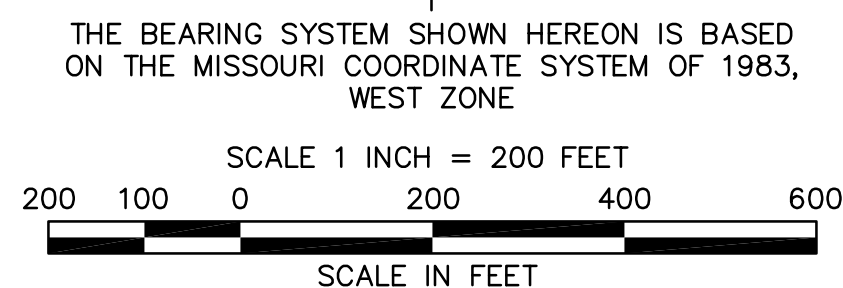 THE BEARING SYSTEM SHOWN HEREON IS BASED
ON THE MISSOURI COORDINATE SYSTEM OF 1983,
WEST ZONE
SCALE 1 INCH = 200 FEET
200 100 0 200 400 600
SCALE IN FEET